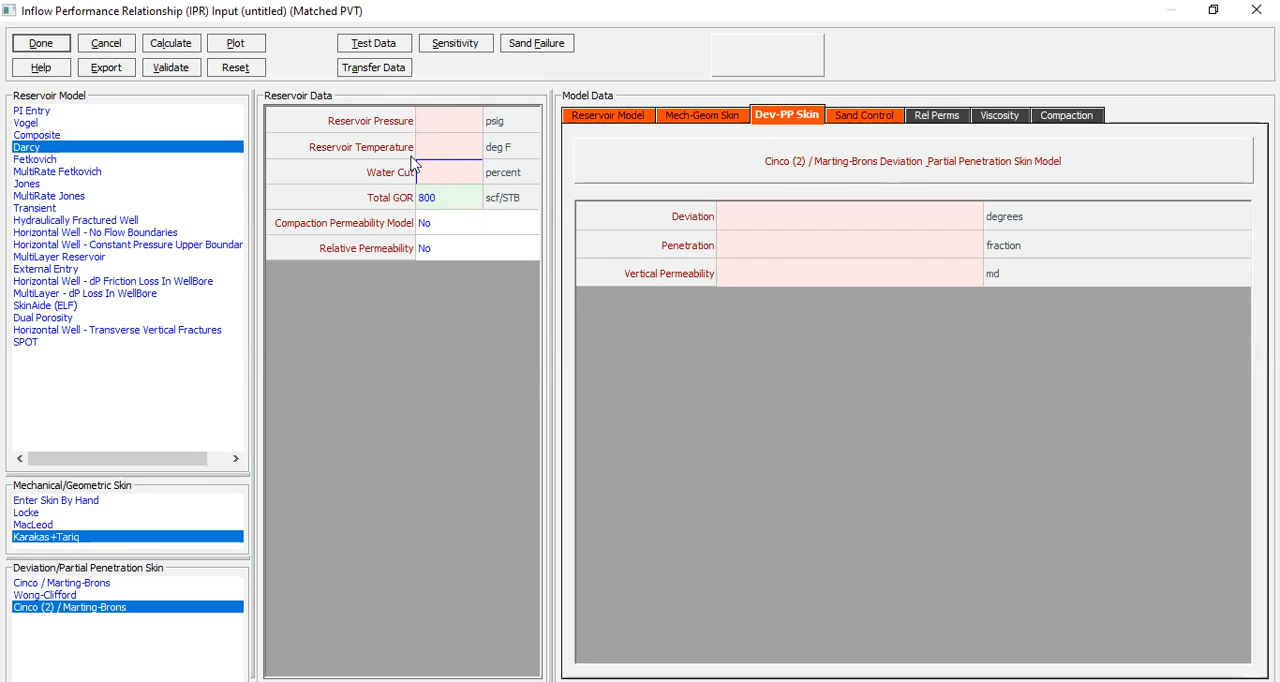 Inflow Performance Relationship (IPR) Input (untitled) (Matched PVT)
Done Cancel Calculate Plot Test Data Sensitivity Sand Failure
Help Export Validate Reset Transfer Data
Reservoir Model
PI Entry
Vogel
Composite
Darcy
Fetkovich
MultiRate Fetkovich
Jones
MultiRate Jones
Transient
Hydraulically Fractured Well
Horizontal Well - No Flow Boundaries
Horizontal Well - Constant Pressure Upper Boundar
MultiLayer Reservoir
External Entry
Horizontal Well - dP Friction Loss In WellBore
MultiLayer - dP Loss In WellBore
SkinAide (ELF)
Dual Porosity
Horizontal Well - Transverse Vertical Fractures
SPOT
Mechanical/Geometric Skin
Enter Skin By Hand
Locke
MacLeod
Karakas+Tariq
Deviation/Partial Penetration Skin
Cinco / Marting-Brons
Wong-Clifford
Cinco (2) / Marting-Brons
Reservoir Data
Reservoir Pressure psig
Reservoir Temperature deg F
Water Cut percent
Total GOR 800 scf/STB
Compaction Permeability Model No
Relative Permeability No
Model Data
Reservoir Model Mech-Geom Skin Dev-PP Skin Sand Control Rel Perms Viscosity Compaction
Cinco (2) / Marting-Brons Deviation _Partial Penetration Skin Model
Deviation degrees
Penetration fraction
Vertical Permeability md